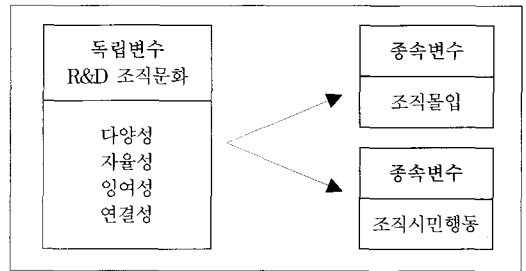 독립변수
R&D 조직문화
다양성
자율성
잉여성
연결성
종속변수
조직몰입
종속변수
조직시민행동